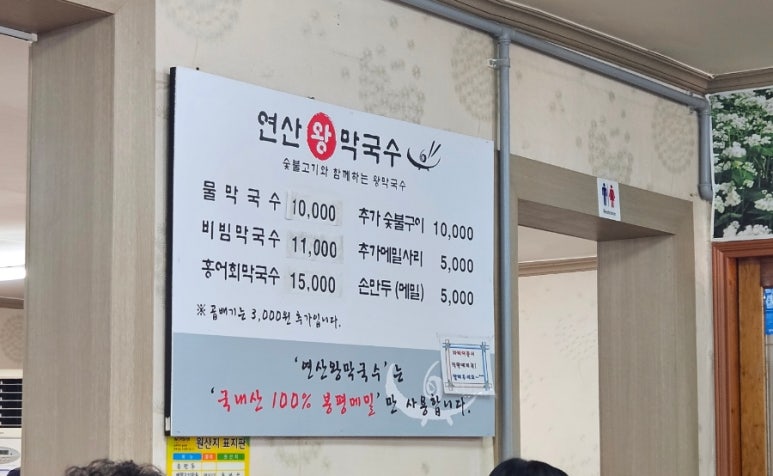 연산 왕 막국수
숯불고기와 함께하는 왕막국수
물막국수 10,000
비빔막국수 11,000
홍어회막국수 15,000
추가 숯불구이 10,000
추가메밀사리 5,000
손만두 (메밀) 5,000
※ 곱배기는 3,000원 추가입니다.
'연산왕막국수'는
'국내산 100% 봉평메밀'만 사용합니다.
원산지 표지판